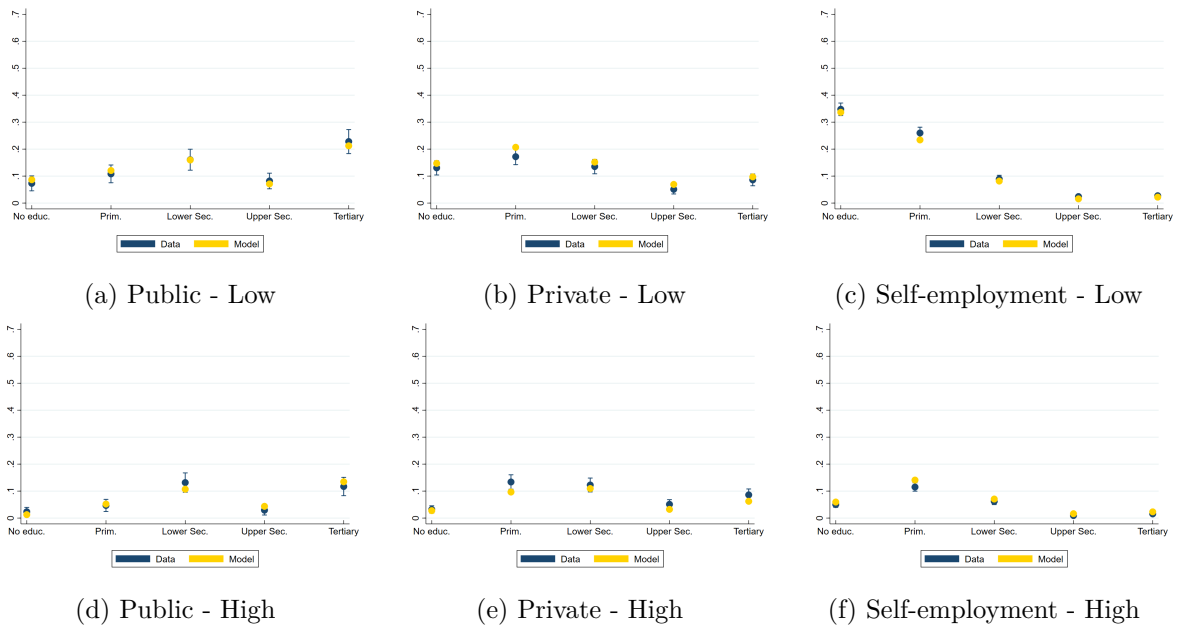 .7
.6
.5
.4
.3
.2
.1
0
No educ. Prim. Lower Sec. Upper Sec. Tertiary
Data Model
(a) Public - Low
.7
.6
.5
.4
.3
.2
.1
0
No educ. Prim. Lower Sec. Upper Sec. Tertiary
Data Model
(b) Private - Low
.7
.6
.5
.4
.3
.2
.1
0
No educ. Prim. Lower Sec. Upper Sec. Tertiary
Data Model
(c) Self-employment - Low
.7
.6
.5
.4
.3
.2
.1
0
No educ. Prim. Lower Sec. Upper Sec. Tertiary
Data Model
(d) Public - High
.7
.6
.5
.4
.3
.2
.1
0
No educ. Prim. Lower Sec. Upper Sec. Tertiary
Data Model
(e) Private - High
.7
.6
.5
.4
.3
.2
.1
0
No educ. Prim. Lower Sec. Upper Sec. Tertiary
Data Model
(f) Self-employment - High